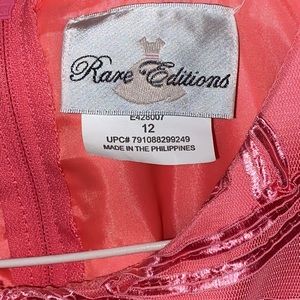 Rare Editions
E428007
12
UPC# 791088299249
MADE IN THE PHILIPPINES